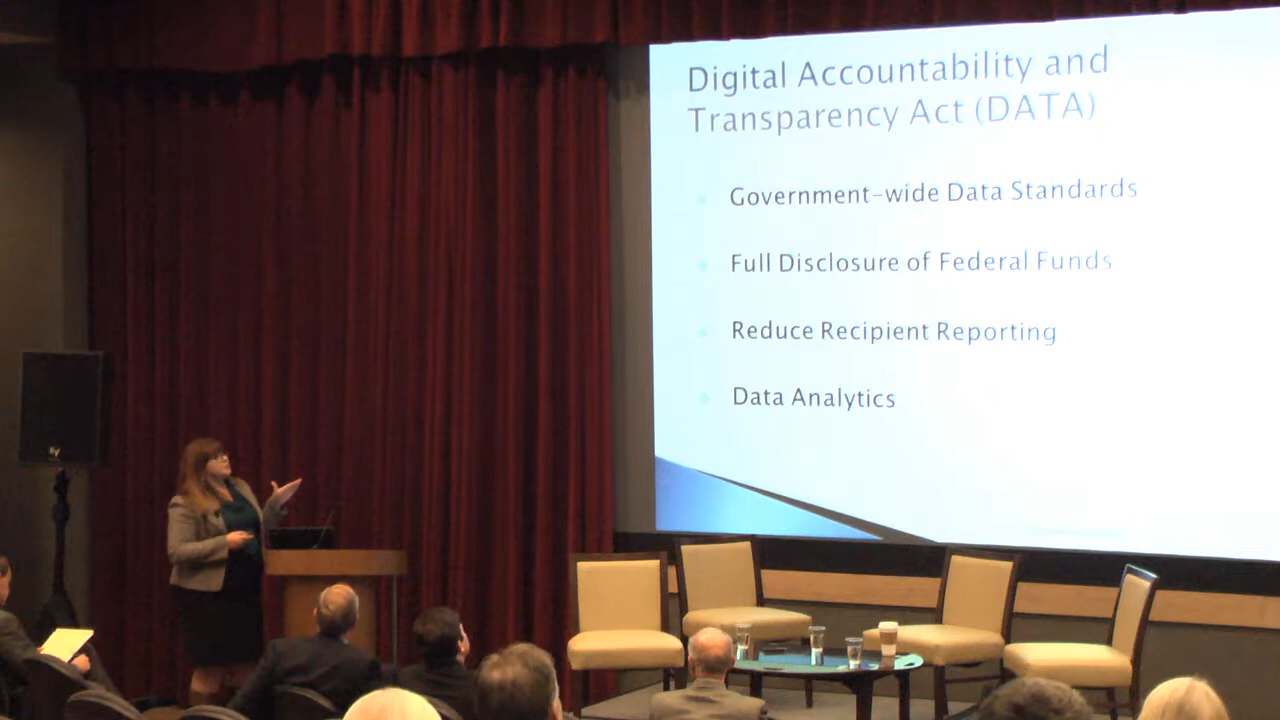 Digital Accountability and
Transparency Act (DATA)
Government-wide Data Standards
Full Disclosure of Federal Funds
Reduce Recipient Reporting
Data Analytics